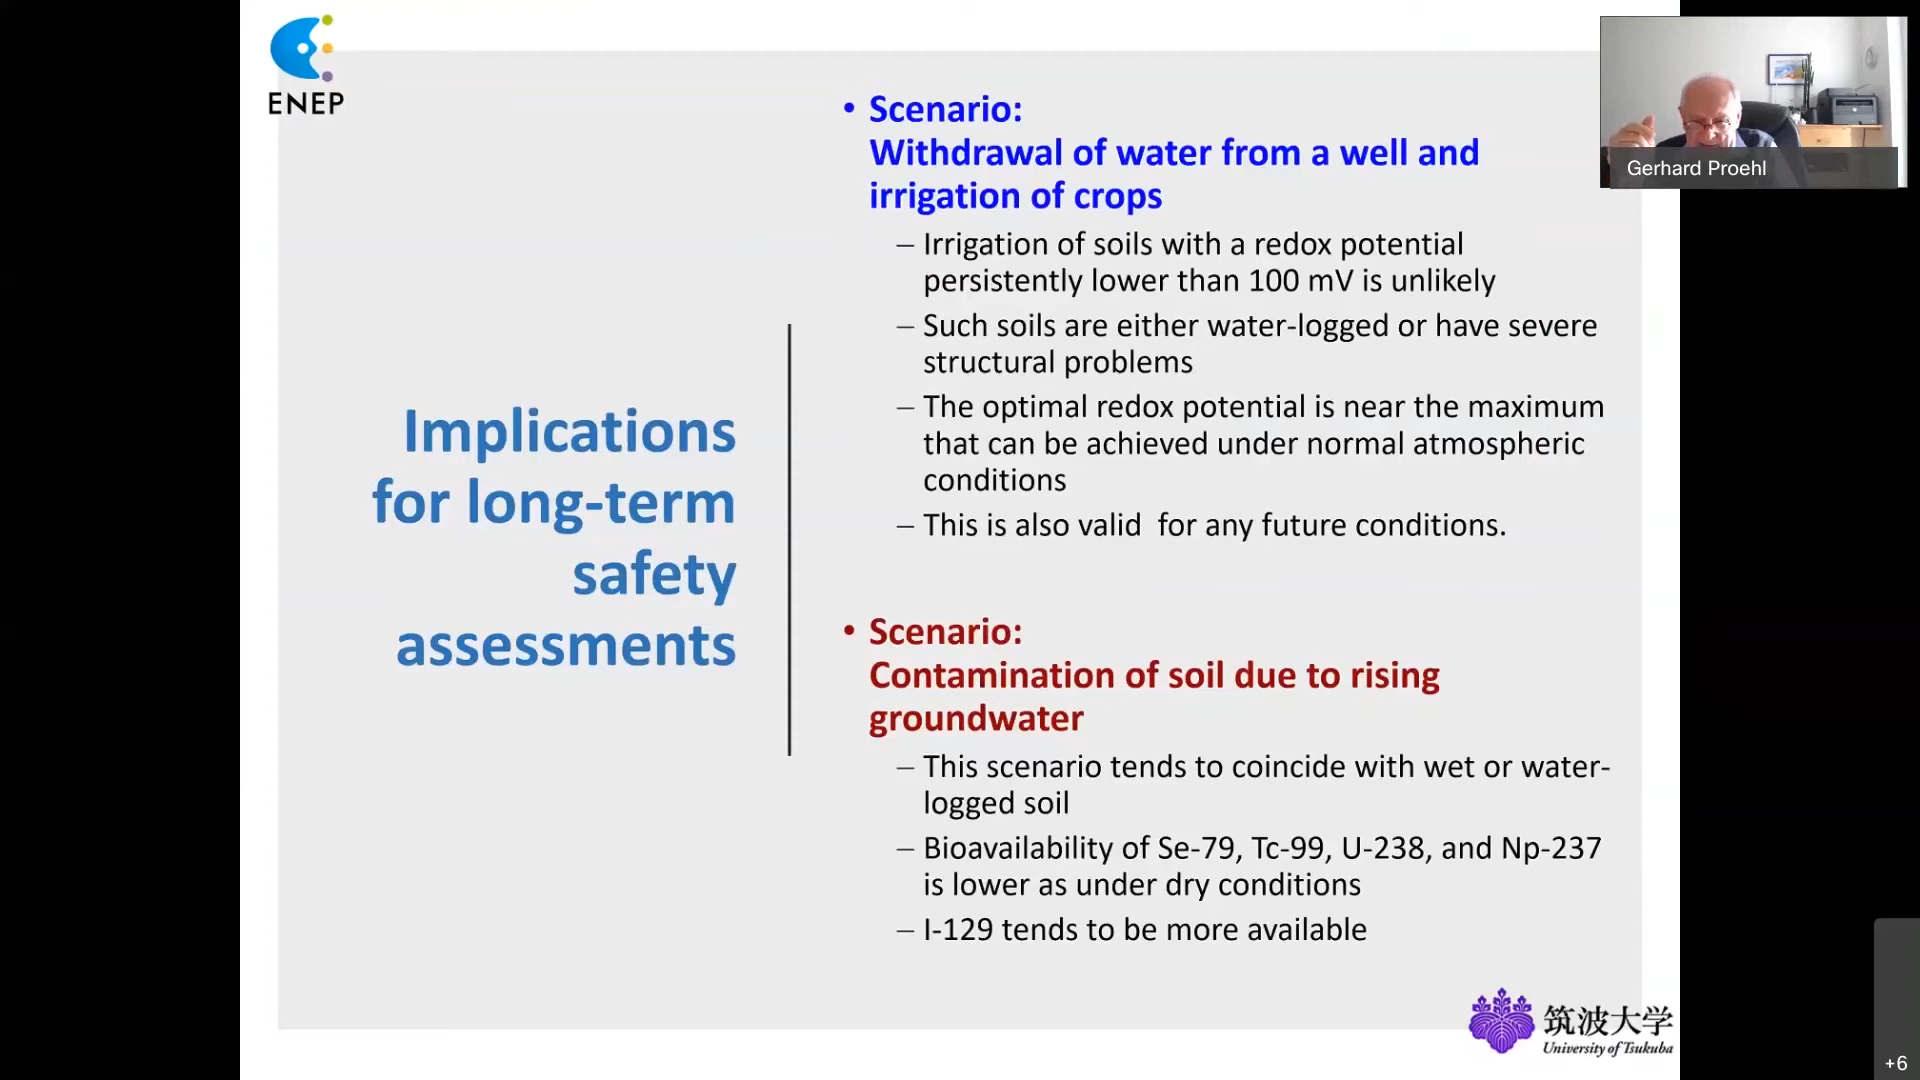 ENEP
Implications
for long-term
safety
assessments
• Scenario:
Withdrawal of water from a well and
irrigation of crops
– Irrigation of soils with a redox potential
persistently lower than 100 mV is unlikely
– Such soils are either water-logged or have severe
structural problems
– The optimal redox potential is near the maximum
that can be achieved under normal atmospheric
conditions
– This is also valid  for any future conditions.
• Scenario:
Contamination of soil due to rising
groundwater
– This scenario tends to coincide with wet or water-
logged soil
– Bioavailability of Se-79, Tc-99, U-238, and Np-237
is lower as under dry conditions
– I-129 tends to be more available
Gerhard Proehl
筑波大学
University of Tsukuba
+6